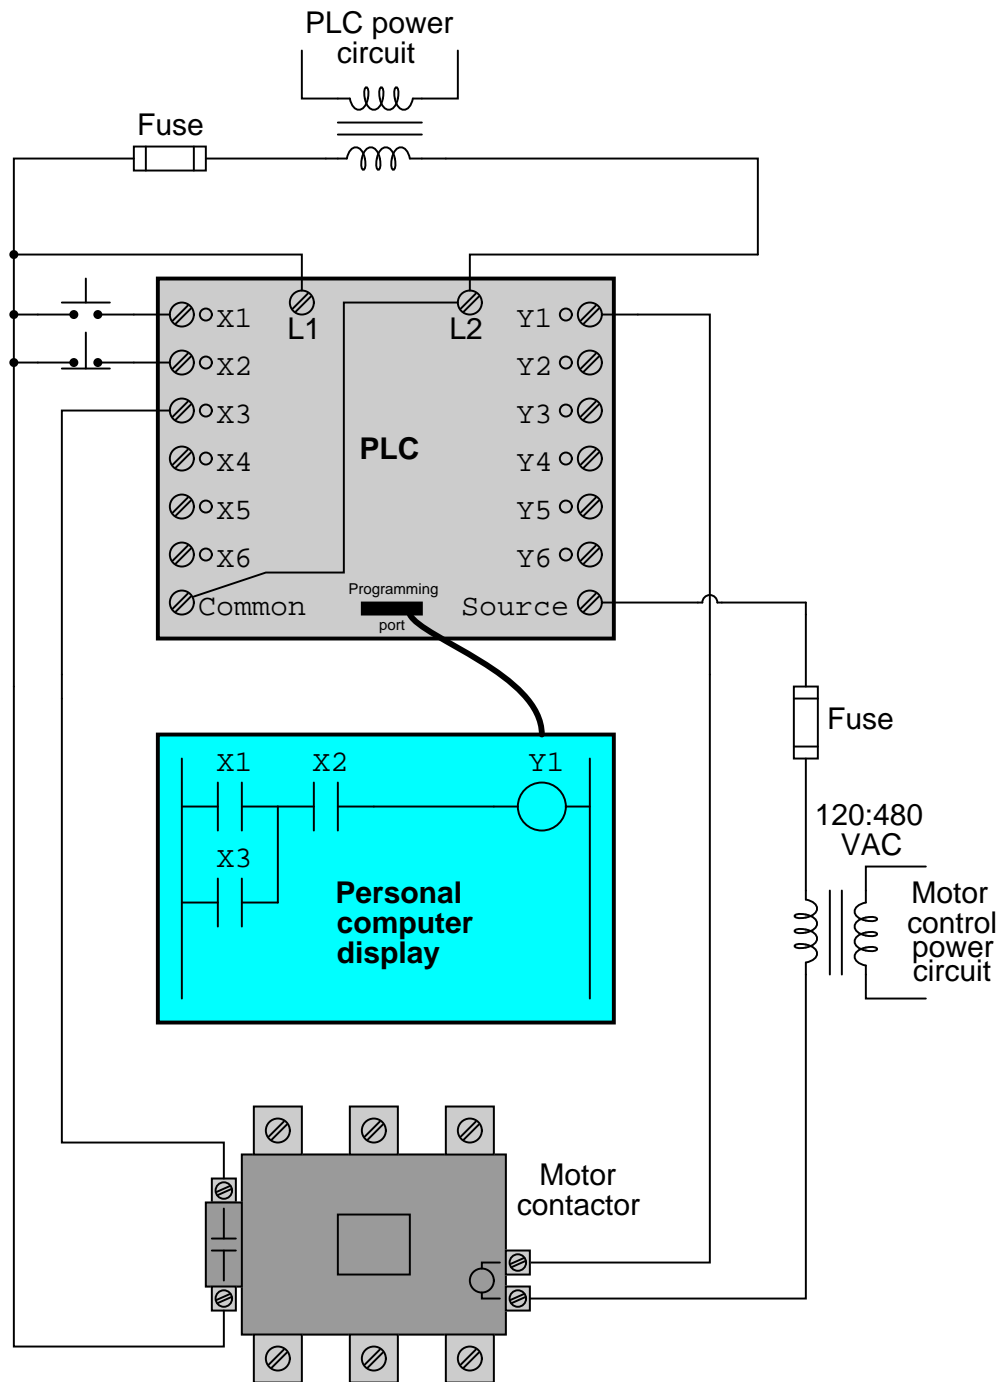 PLC power
circuit
Fuse
L1
L2
X1
X2
X3
X4
X5
X6
Common
PLC
Programming
port
Y1
Y2
Y3
Y4
Y5
Y6
Source
Fuse
X1
X2
Y1
X3
Personal
computer
display
120:480
VAC
Motor
control
power
circuit
Motor
contactor